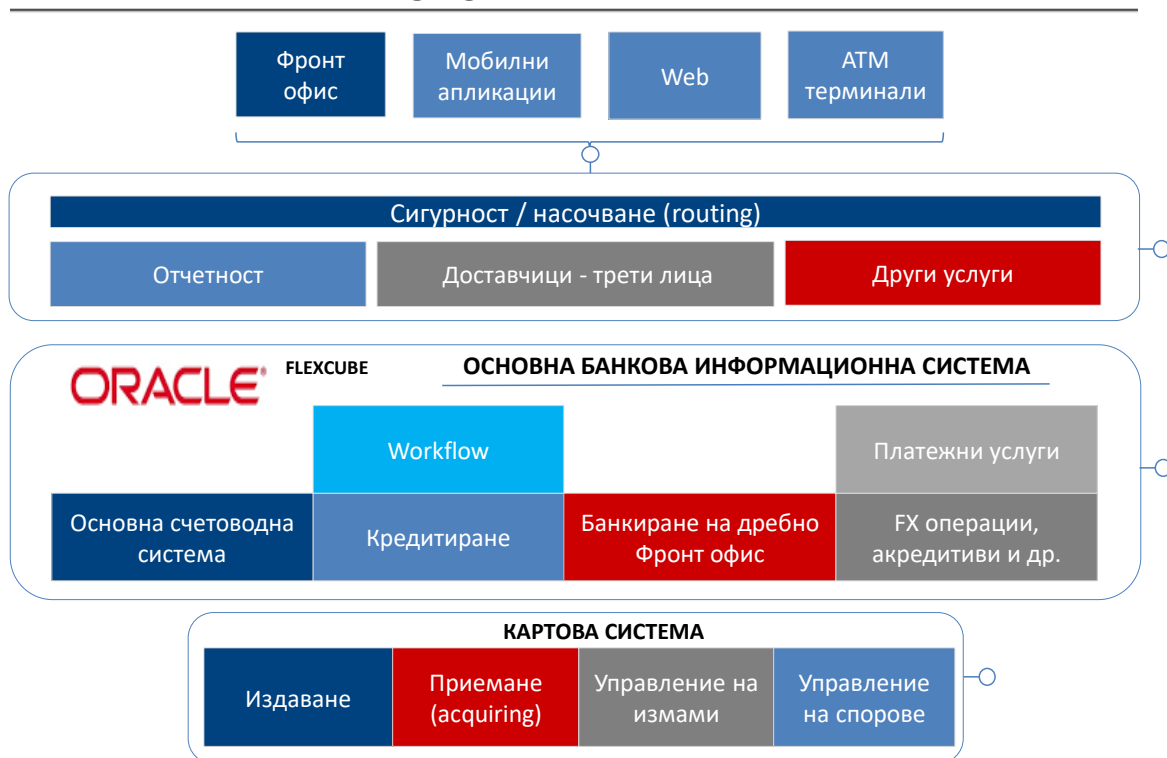 Фронт
офис
Мобилни
апликации
Web
ATM
терминали
Сигурност / насочване (routing)
Отчетност
Доставчици - трети лица
Други услуги
ORACLE®
FLEXCUBE
ОСНОВНА БАНКОВА ИНФОРМАЦИОННА СИСТЕМА
Workflow
Платежни услуги
Основна счетоводна
система
Кредитиране
Банкиране на дребно
Фронт офис
FX операции,
акредитиви и др.
КАРТОВА СИСТЕМА
Издаване
Приемане
(acquiring)
Управление на
измами
Управление
на спорове